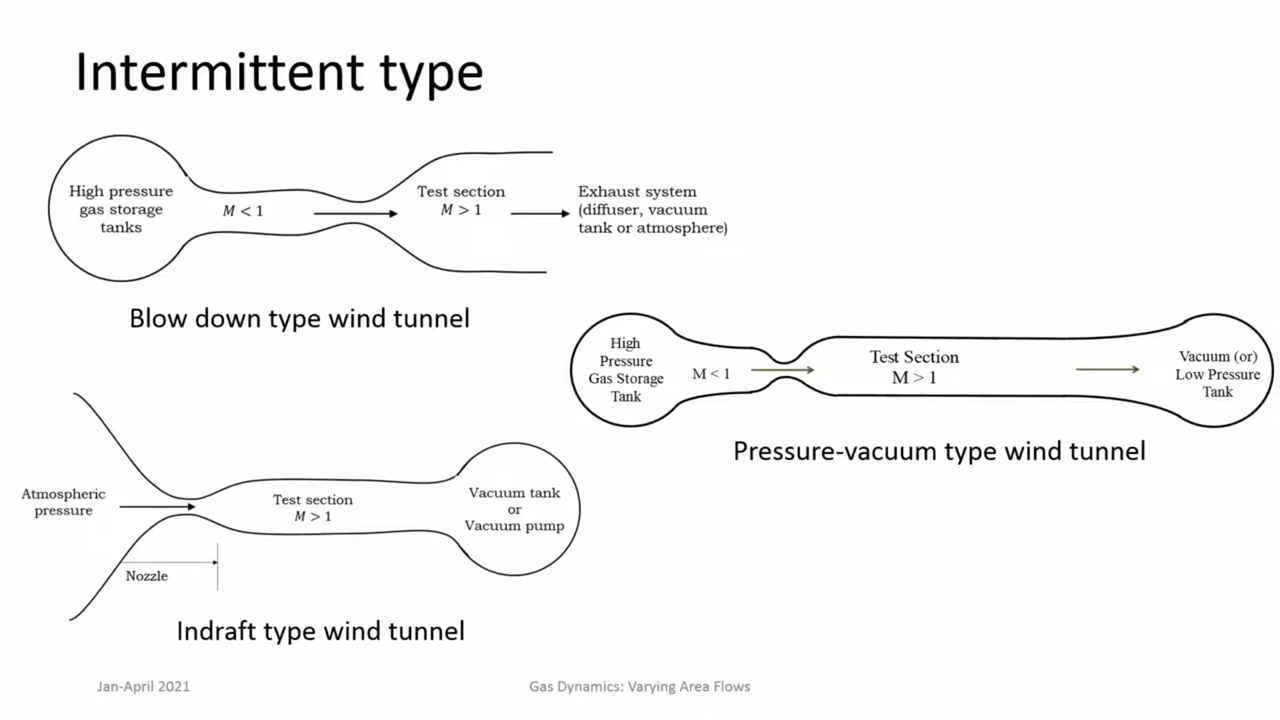 Intermittent type
High pressure
gas storage
tanks
M < 1
Test section
M > 1
Exhaust system
(diffuser, vacuum
tank or atmosphere)
Blow down type wind tunnel
High
Pressure
Gas Storage
Tank
M < 1
Test Section
M > 1
Vacuum (or)
Low Pressure
Tank
Pressure-vacuum type wind tunnel
Atmospheric
pressure
Nozzle
Test section
M > 1
Vacuum tank
or
Vacuum pump
Indraft type wind tunnel
Jan-April 2021
Gas Dynamics: Varying Area Flows